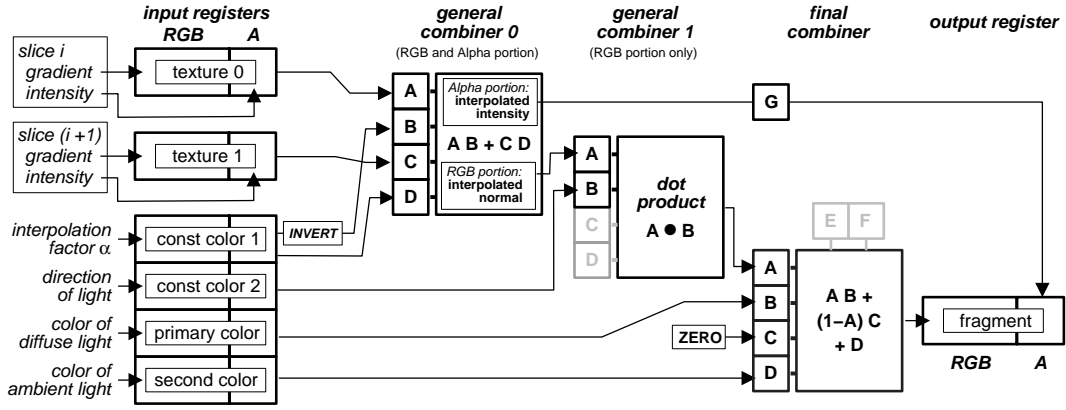 input registers
RGB A
general
combiner 0
(RGB and Alpha portion)
general
combiner 1
(RGB portion only)
final
combiner
output register
slice i
gradient
intensity
texture 0
slice (i +1)
gradient
intensity
texture 1
interpolation
factor α
const color 1
INVERT
direction
of light
const color 2
color of
diffuse light
primary color
color of
ambient light
second color
A
B
C
D
Alpha portion:
interpolated
intensity
A B + C D
RGB portion:
interpolated
normal
A
B
C
D
dot
product
A ● B
G
E F
ZERO
A
B
C
D
A B +
(1–A) C
+ D
fragment
RGB A